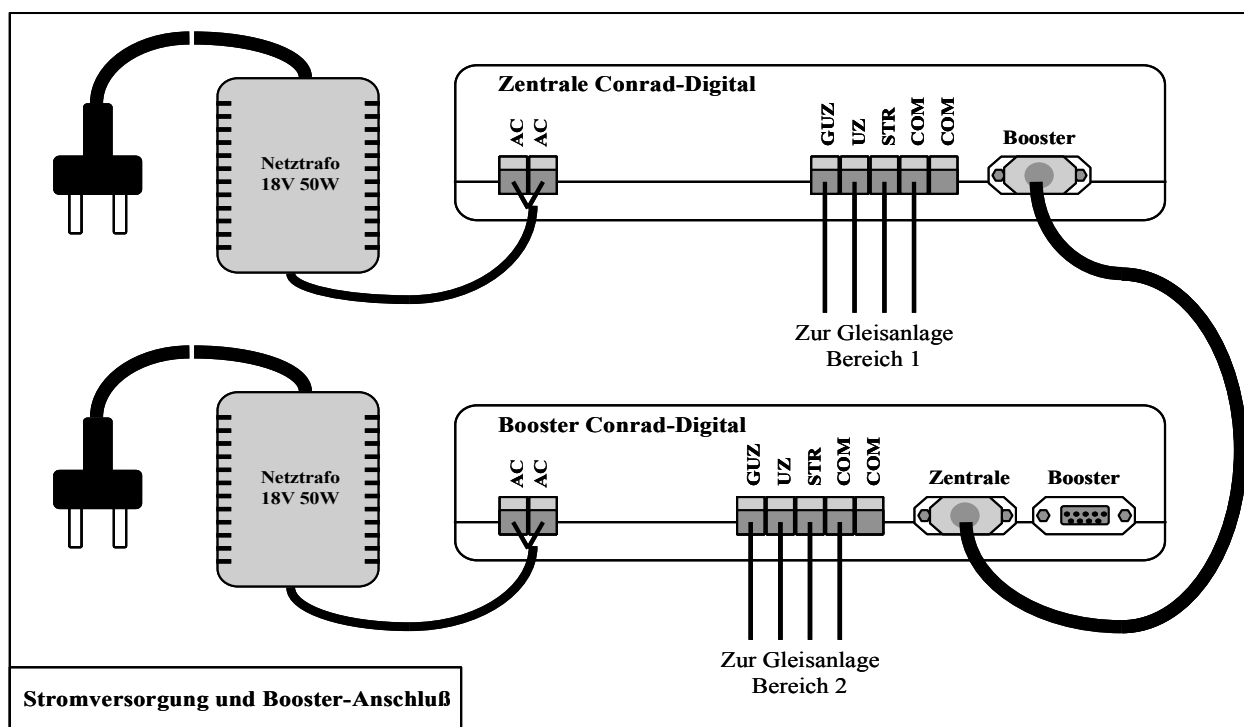 Zentrale Conrad-Digital
Netztrafo
18V 50W
AC
AC
GUZ
UZ
STR
COM
COM
Booster
Zur Gleisanlage
Bereich 1
Booster Conrad-Digital
Netztrafo
18V 50W
AC
AC
GUZ
UZ
STR
COM
COM
Zentrale
Booster
Zur Gleisanlage
Bereich 2
Stromversorgung und Booster-Anschluß